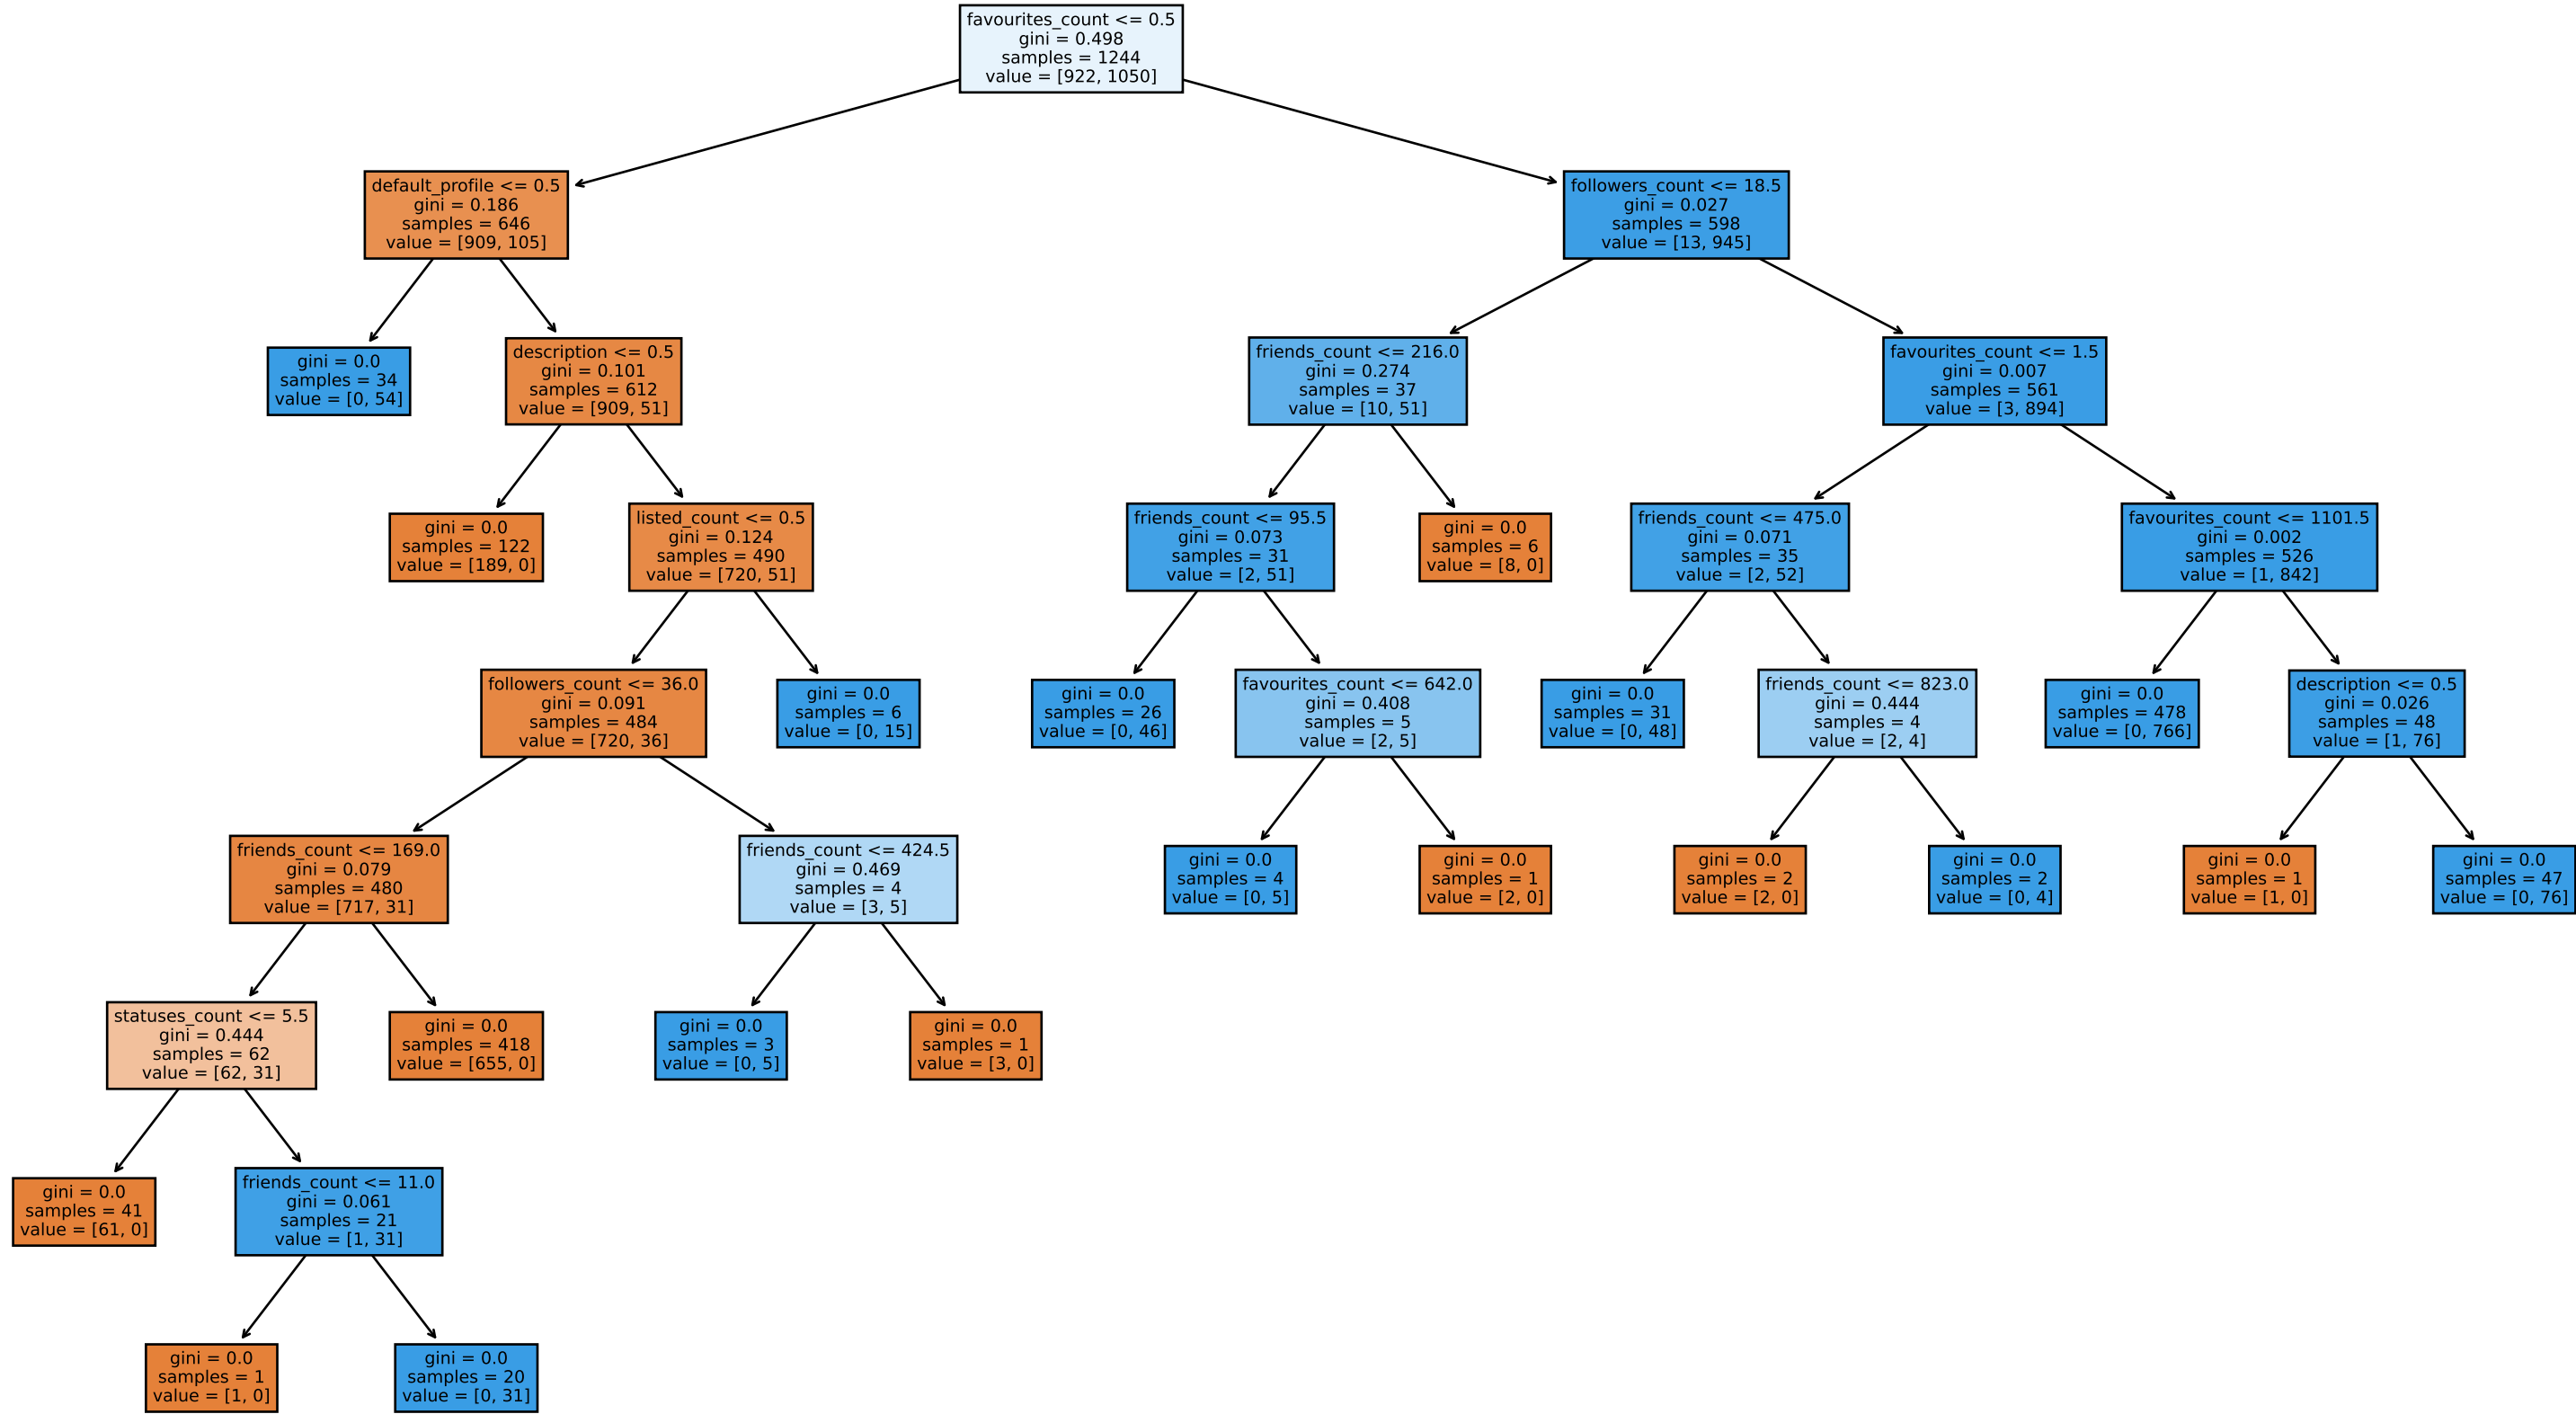 favourites_count <= 0.5
gini = 0.498
samples = 1244
value = [922, 1050]
default_profile <= 0.5
gini = 0.186
samples = 646
value = [909, 105]
followers_count <= 18.5
gini = 0.027
samples = 598
value = [13, 945]
gini = 0.0
samples = 34
value = [0, 54]
description <= 0.5
gini = 0.101
samples = 612
value = [909, 51]
friends_count <= 216.0
gini = 0.274
samples = 37
value = [10, 51]
favourites_count <= 1.5
gini = 0.007
samples = 561
value = [3, 894]
gini = 0.0
samples = 122
value = [189, 0]
listed_count <= 0.5
gini = 0.124
samples = 490
value = [720, 51]
friends_count <= 95.5
gini = 0.073
samples = 31
value = [2, 51]
gini = 0.0
samples = 6
value = [8, 0]
friends_count <= 475.0
gini = 0.071
samples = 35
value = [2, 52]
favourites_count <= 1101.5
gini = 0.002
samples = 526
value = [1, 842]
followers_count <= 36.0
gini = 0.091
samples = 484
value = [720, 36]
gini = 0.0
samples = 6
value = [0, 15]
gini = 0.0
samples = 26
value = [0, 46]
favourites_count <= 642.0
gini = 0.408
samples = 5
value = [2, 5]
gini = 0.0
samples = 31
value = [0, 48]
friends_count <= 823.0
gini = 0.444
samples = 4
value = [2, 4]
gini = 0.0
samples = 478
value = [0, 766]
description <= 0.5
gini = 0.026
samples = 48
value = [1, 76]
friends_count <= 169.0
gini = 0.079
samples = 480
value = [717, 31]
friends_count <= 424.5
gini = 0.469
samples = 4
value = [3, 5]
gini = 0.0
samples = 4
value = [0, 5]
gini = 0.0
samples = 1
value = [2, 0]
gini = 0.0
samples = 2
value = [2, 0]
gini = 0.0
samples = 2
value = [0, 4]
gini = 0.0
samples = 1
value = [1, 0]
gini = 0.0
samples = 47
value = [0, 76]
statuses_count <= 5.5
gini = 0.444
samples = 62
value = [62, 31]
gini = 0.0
samples = 418
value = [655, 0]
gini = 0.0
samples = 3
value = [0, 5]
gini = 0.0
samples = 1
value = [3, 0]
gini = 0.0
samples = 41
value = [61, 0]
friends_count <= 11.0
gini = 0.061
samples = 21
value = [1, 31]
gini = 0.0
samples = 1
value = [1, 0]
gini = 0.0
samples = 20
value = [0, 31]